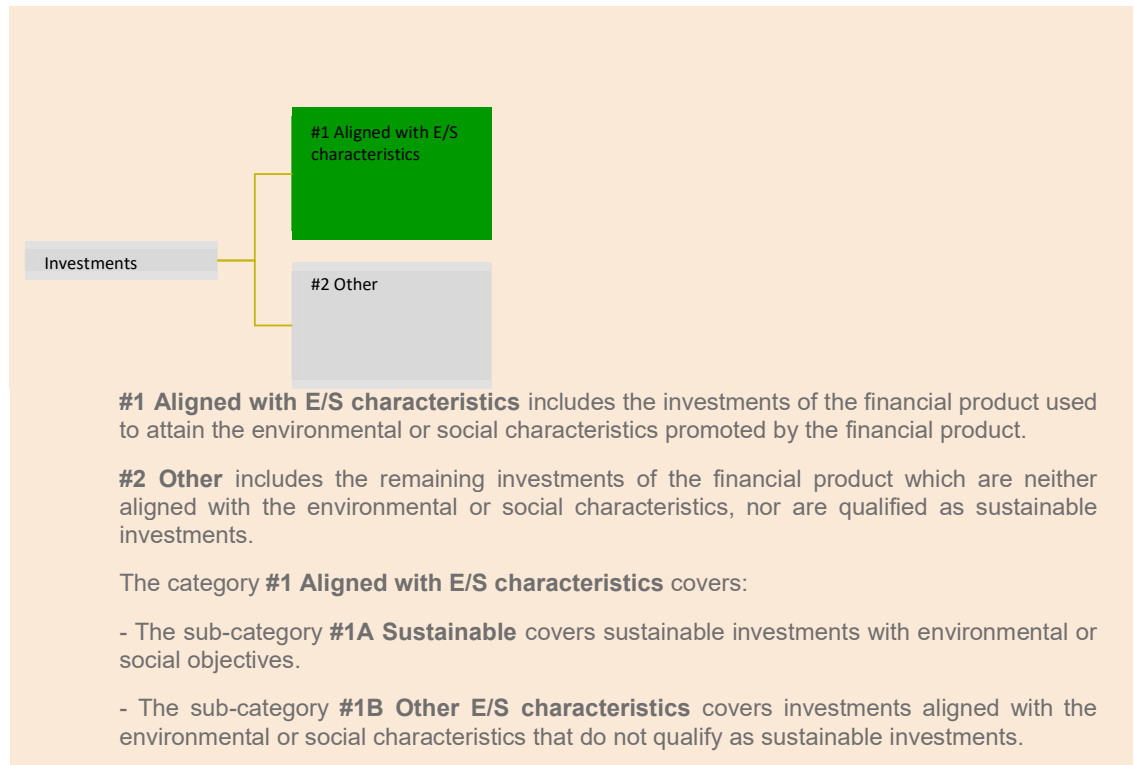 #1 Aligned with E/S
characteristics
Investments
#2 Other
#1 Aligned with E/S characteristics includes the investments of the financial product used
to attain the environmental or social characteristics promoted by the financial product.
#2 Other includes the remaining investments of the financial product which are neither
aligned with the environmental or social characteristics, nor are qualified as sustainable
investments.
The category #1 Aligned with E/S characteristics covers:
- The sub-category #1A Sustainable covers sustainable investments with environmental or
social objectives.
- The sub-category #1B Other E/S characteristics covers investments aligned with the
environmental or social characteristics that do not qualify as sustainable investments.